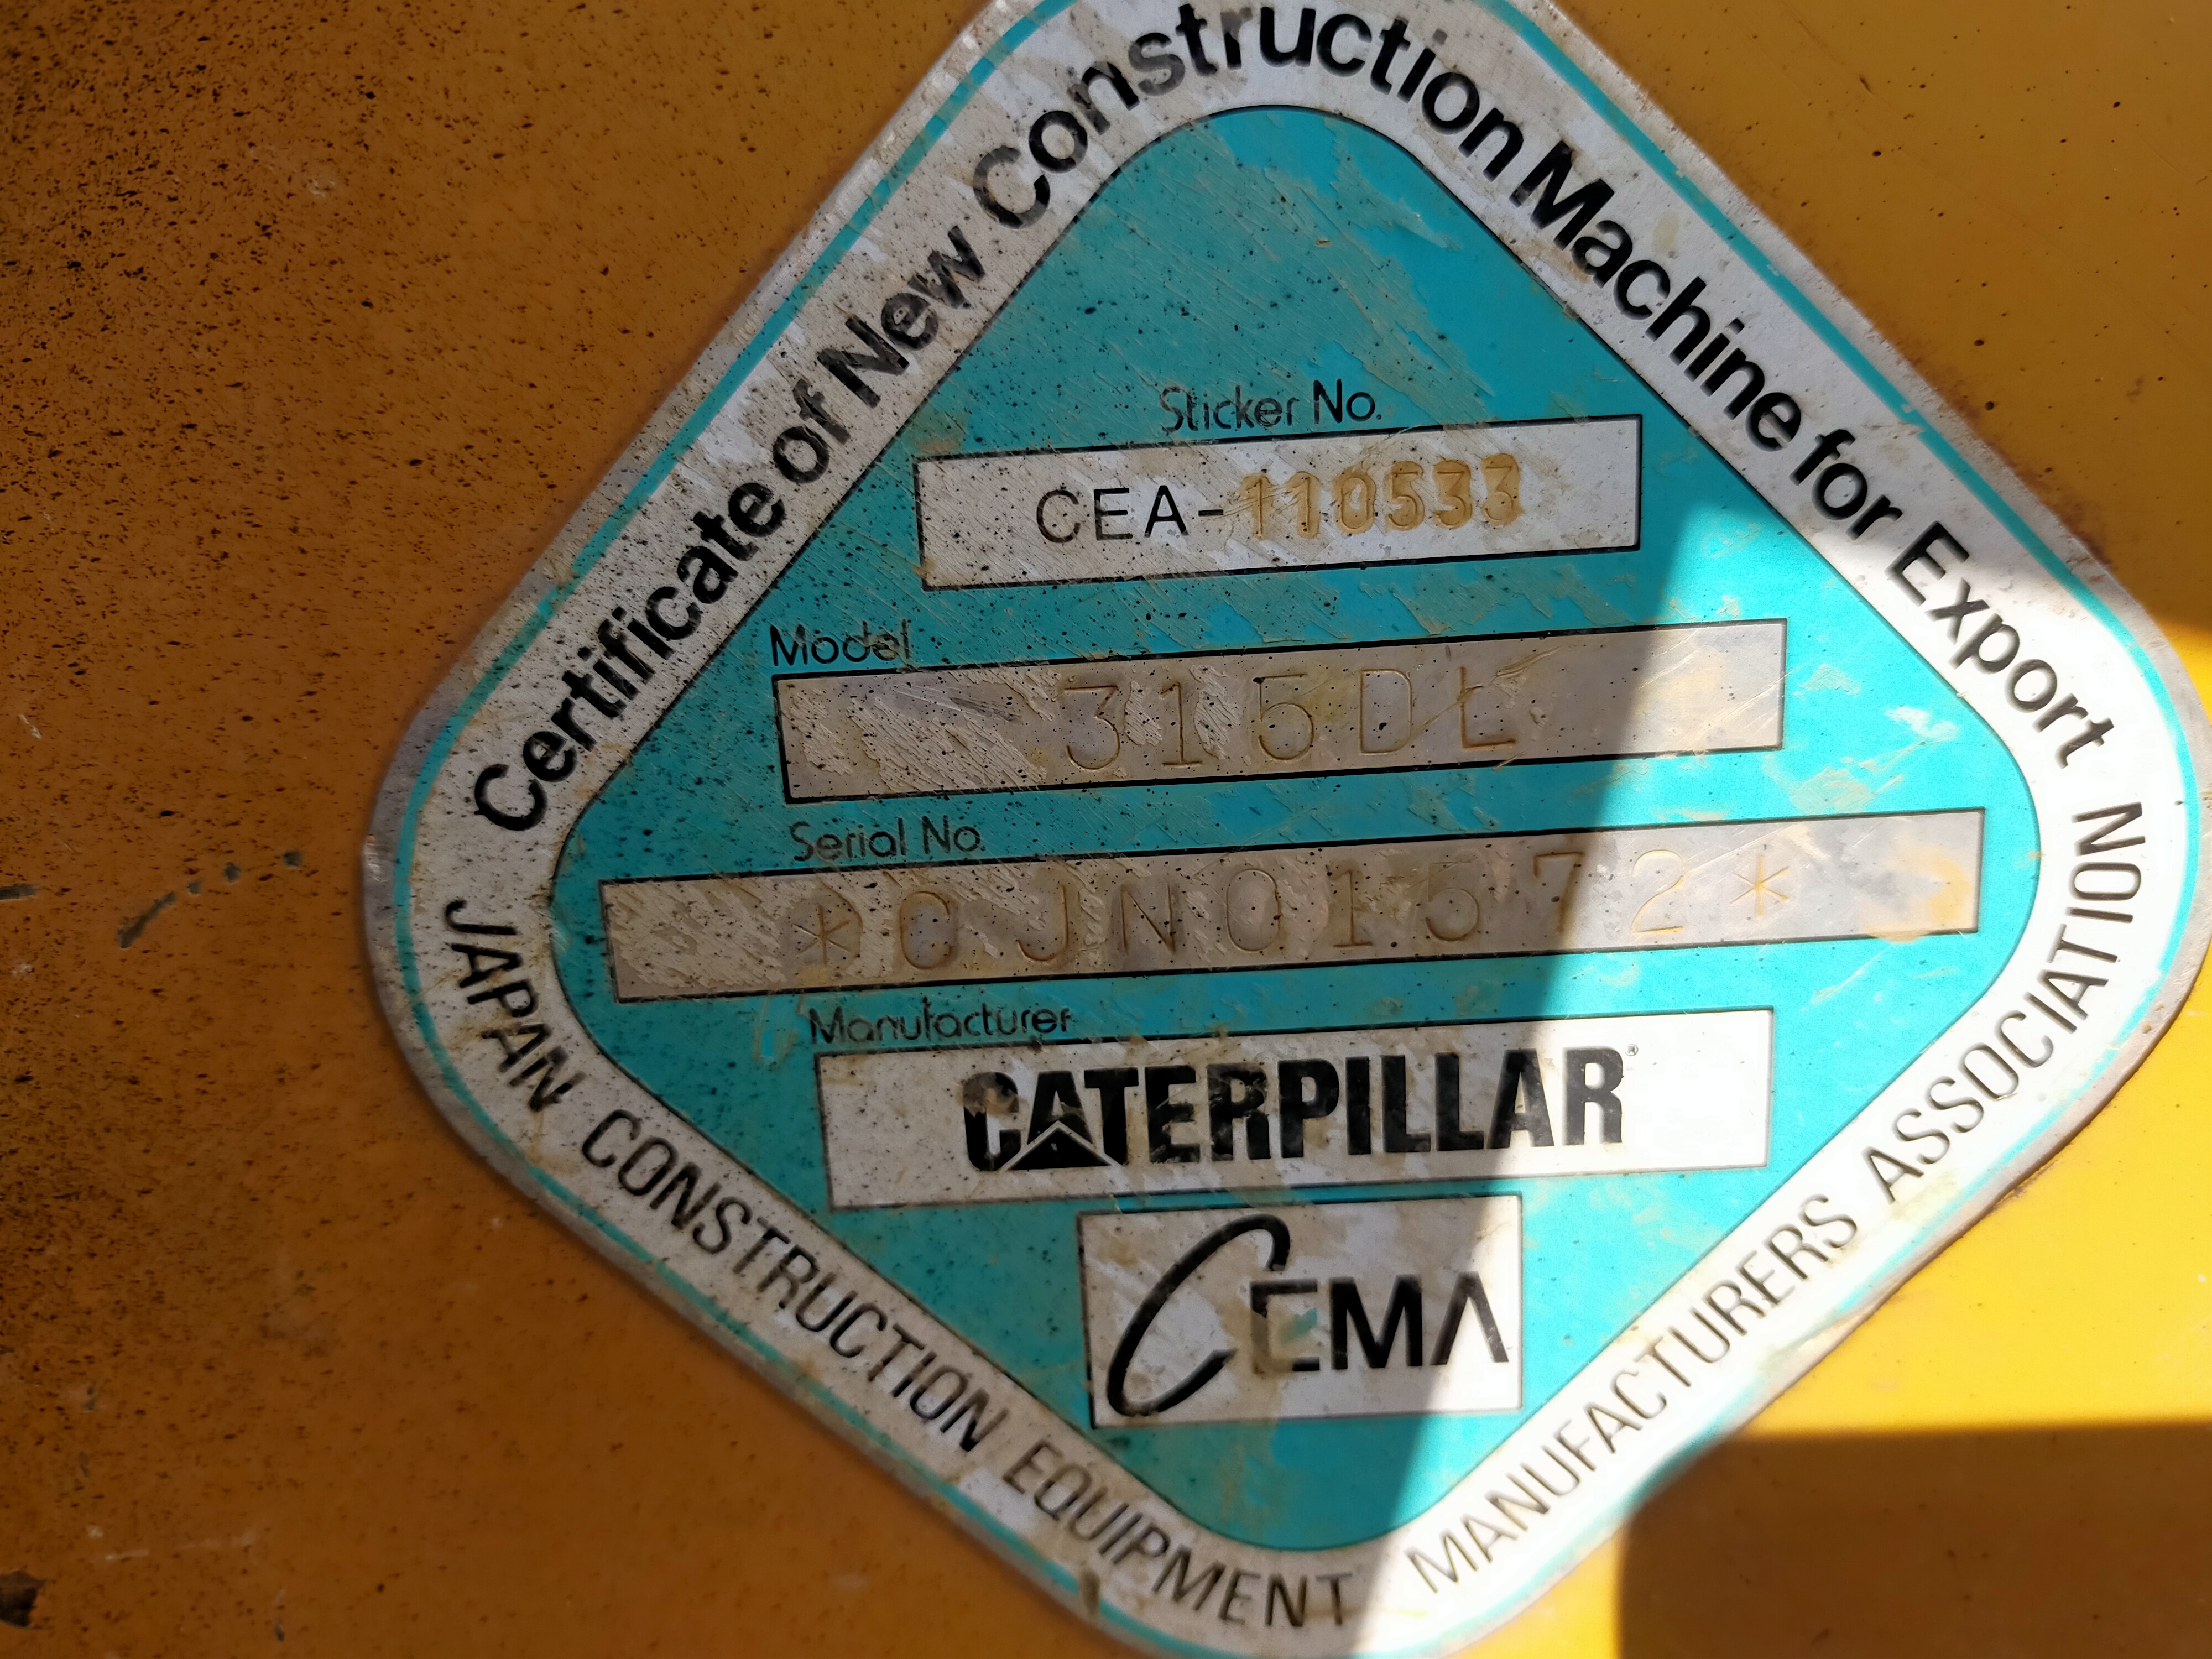 Certificate of New Construction Machine for Export
Sticker No.
CEA-110533
Model
315DL
Serial No.
*CJN01572*
Manufacturer
CATERPILLAR®
CEMA
JAPAN CONSTRUCTION EQUIPMENT MANUFACTURERS ASSOCIATION